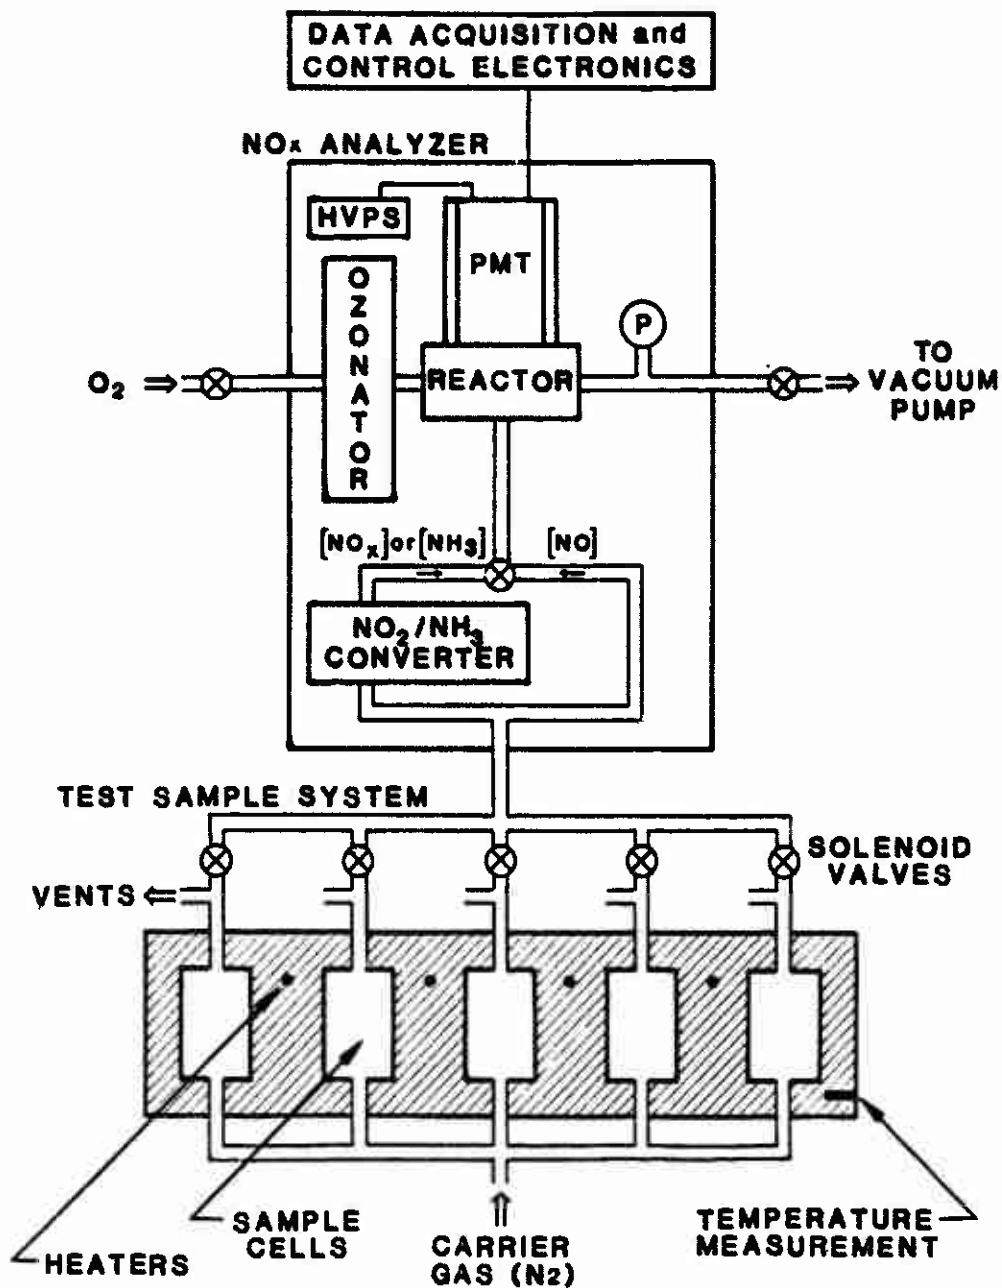 DATA ACQUISITION and
CONTROL ELECTRONICS
NOx ANALYZER
HVPS
PMT
OZONATOR
P
O₂
REACTOR
TO
VACUUM
PUMP
[NOₓ]or[NH₃]
[NO]
NO₂/NH₃
CONVERTER
TEST SAMPLE SYSTEM
SOLENOID
VALVES
VENTS
HEATERS
SAMPLE
CELLS
CARRIER
GAS (N2)
TEMPERATURE
MEASUREMENT